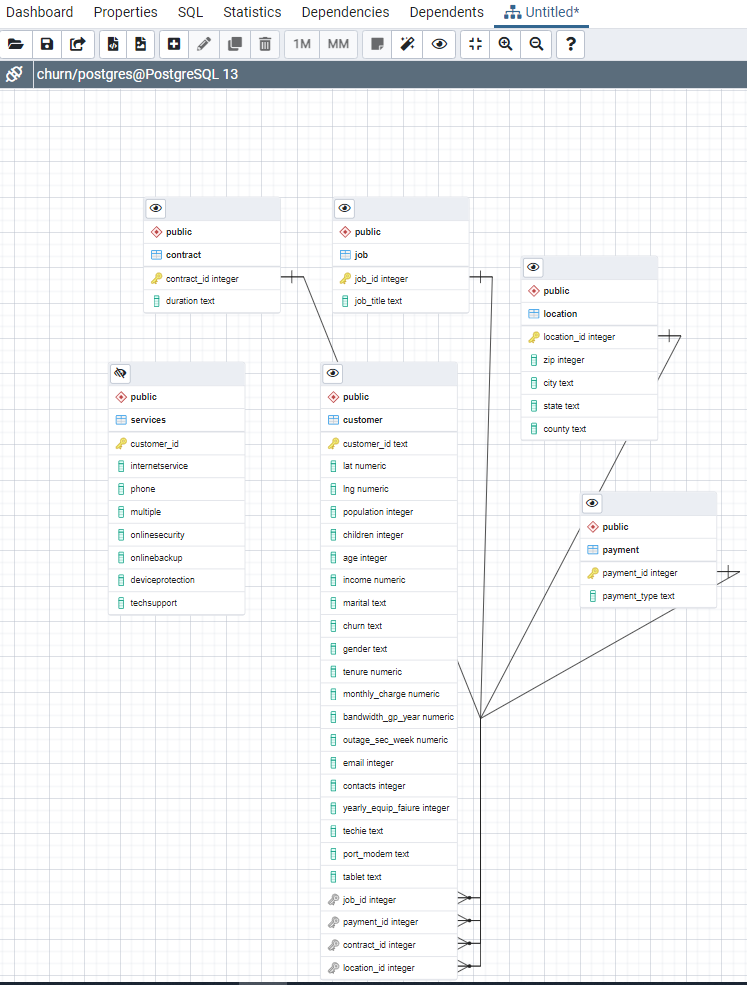 Dashboard Properties SQL Statistics Dependencies Dependents Untitled*
1M MM ?
churn/postgres@PostgreSQL 13
public
contract
contract_id integer
duration text
public
job
job_id integer
job_title text
public
location
location_id integer
zip integer
city text
state text
county text
public
services
customer_id
internetservice
phone
multiple
onlinesecurity
onlinebackup
deviceprotection
techsupport
public
customer
customer_id text
lat numeric
lng numeric
population integer
children integer
age integer
income numeric
marital text
churn text
gender text
tenure numeric
monthly_charge numeric
bandwidth_gp_year numeric
outage_sec_week numeric
email integer
contacts integer
yearly_equip_faiure integer
techie text
port_modem text
tablet text
job_id integer
payment_id integer
contract_id integer
location_id integer
public
payment
payment_id integer
payment_type text